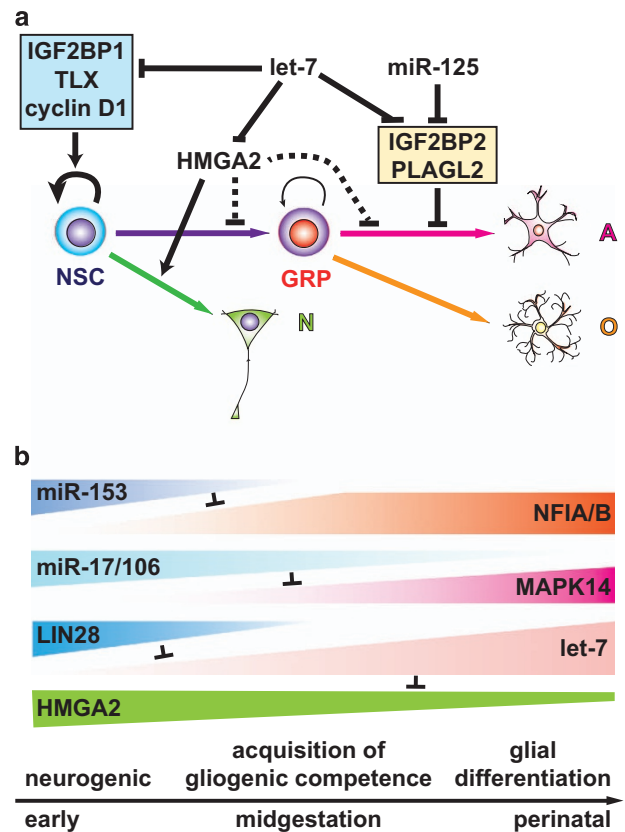 a
IGF2BP1
TLX
cyclin D1
let-7
miR-125
HMGA2
IGF2BP2
PLAGL2
NSC
GRP
A
N
O
b
miR-153
NFIA/B
miR-17/106
MAPK14
LIN28
let-7
HMGA2
neurogenic
acquisition of
gliogenic competence
glial
differentiation
early
midgestation
perinatal